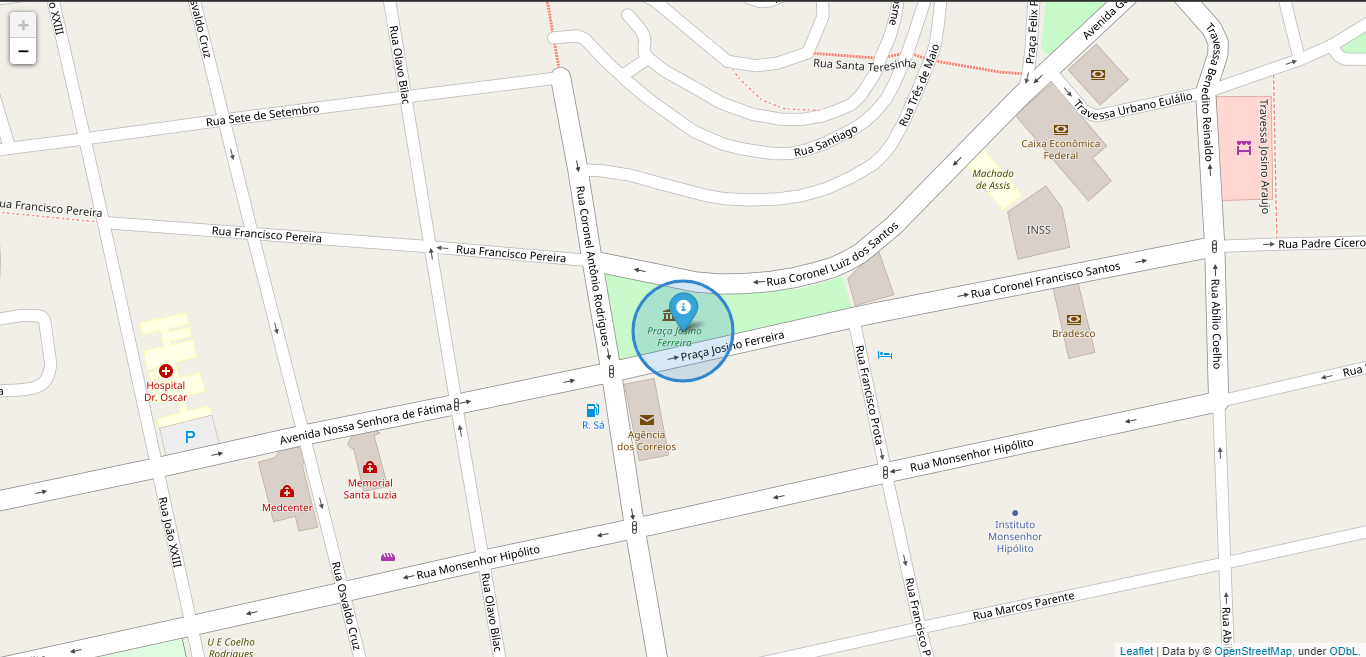 +
−
XXIII
svaldo Cruz
Rua Olavo Bilac
Rua Sete de Setembro
osme
Praça Felix P
Avenida G
Rua Santa Teresinha
Rua Três de Maio
Rua Santiago
Travessa Urbano Eulálio
Travessa Benedito Reinaldo
Travessa Josino Araujo
Caixa Econômica
Federal
Machado
de Assis
INSS
ua Francisco Pereira
Rua Francisco Pereira
Rua Francisco Pereira
Rua Coronel Antônio Rodrigues
Rua Coronel Luiz dos Santos
Rua Coronel Francisco Santos
Rua Padre Cícero
Rua Abílio Coelho
Praça Josino
Ferreira
Praça Josino Ferreira
Bradesco
Hospital
Dr. Oscar
P
Avenida Nossa Senhora de Fátima
R. Sá
Agência
dos Correios
Rua Francisco Prota
Rua
Memorial
Santa Luzia
Medcenter
Rua Monsenhor Hipólito
Rua João XXIII
Instituto
Monsenhor
Hipólito
Rua Monsenhor Hipólito
Rua Osvaldo Cruz
Rua Olavo Bilac
Rua Francisco P
Rua Marcos Parente
Rua Ab
U E Coelho
Rodrigues
Leaflet | Data by © OpenStreetMap, under ODbL.